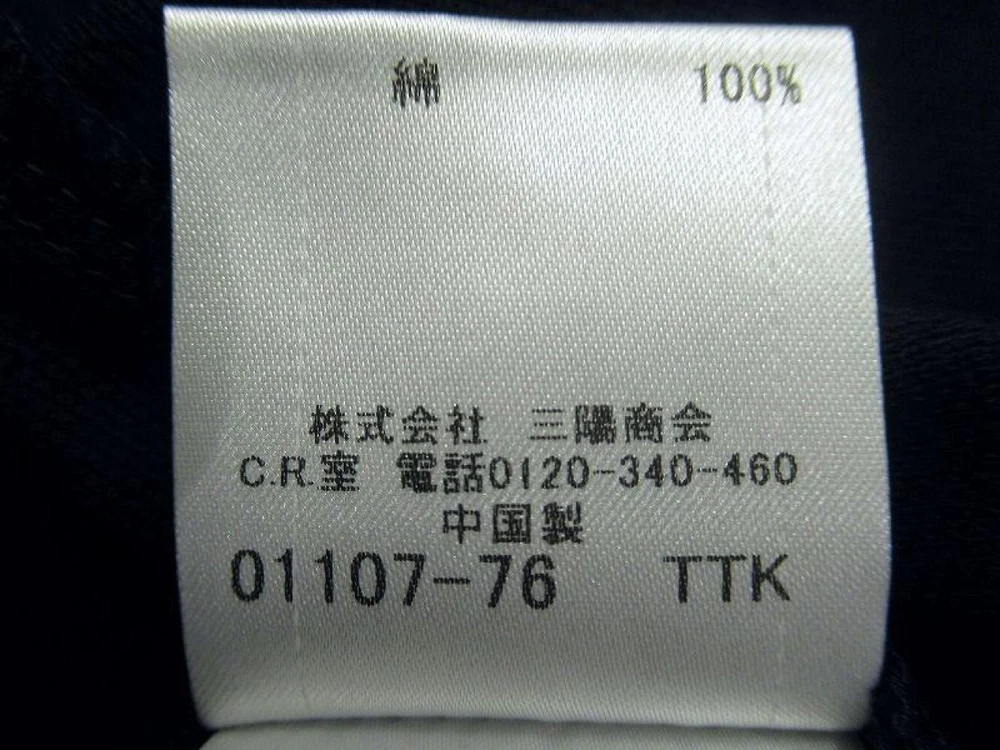 綿 100%
株式会社 三陽商会
C.R.室 電話0120-340-460
中国製
01107-76 TTK